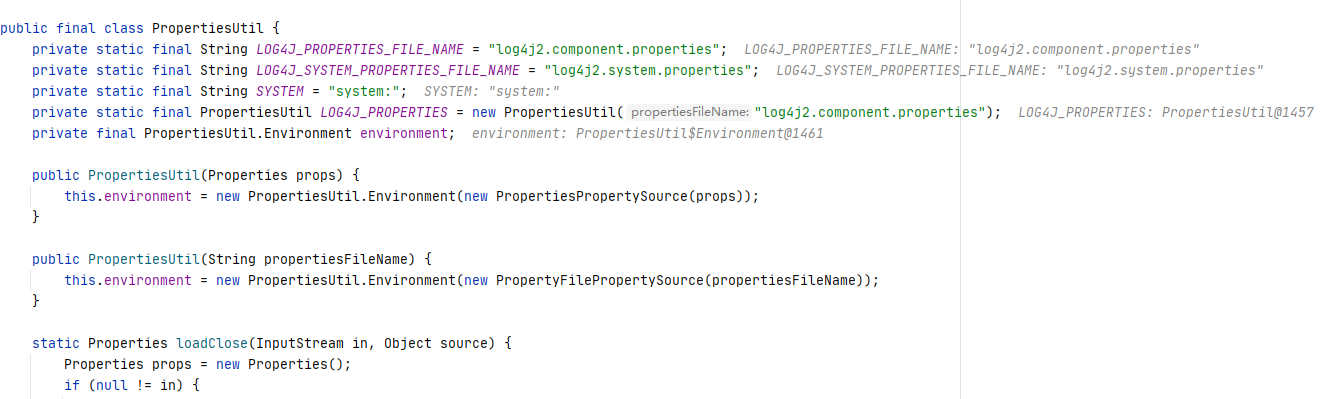 public final class PropertiesUtil {
    private static final String LOG4J_PROPERTIES_FILE_NAME = "log4j2.component.properties";  LOG4J_PROPERTIES_FILE_NAME: "log4j2.component.properties"
    private static final String LOG4J_SYSTEM_PROPERTIES_FILE_NAME = "log4j2.system.properties";  LOG4J_SYSTEM_PROPERTIES_FILE_NAME: "log4j2.system.properties"
    private static final String SYSTEM = "system:";  SYSTEM: "system:"
    private static final PropertiesUtil LOG4J_PROPERTIES = new PropertiesUtil( propertiesFileName: "log4j2.component.properties");  LOG4J_PROPERTIES: PropertiesUtil@1457
    private final PropertiesUtil.Environment environment;  environment: PropertiesUtil$Environment@1461
    public PropertiesUtil(Properties props) {
        this.environment = new PropertiesUtil.Environment(new PropertiesPropertySource(props));
    }
    public PropertiesUtil(String propertiesFileName) {
        this.environment = new PropertiesUtil.Environment(new PropertyFilePropertySource(propertiesFileName));
    }
    static Properties loadClose(InputStream in, Object source) {
        Properties props = new Properties();
        if (null != in) {